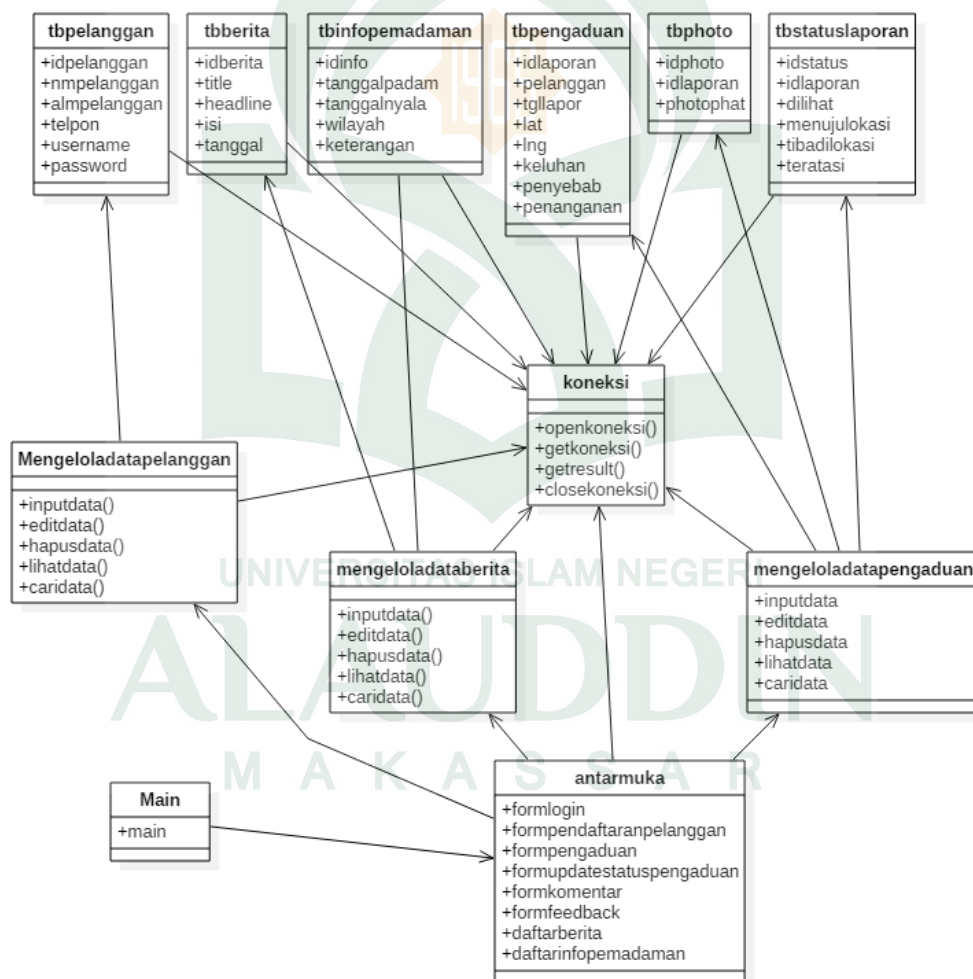 tbpelanggan
+idpelanggan
+nmpelanggan
+almpelanggan
+telpon
+username
+password
tbberita
+idberita
+title
+headline
+isi
+tanggal
tbinfopemadaman
+idinfo
+tanggalpadam
+tanggalnyala
+wilayah
+keterangan
tbpengaduan
+idlaporan
+pelanggan
+tgllapor
+lat
+lng
+keluhan
+penyebab
+penanganan
tbphoto
+idphoto
+idlaporan
+photophat
tbstatuslaporan
+idstatus
+idlaporan
+dilihat
+menujulokasi
+tibadilokasi
+teratasi
koneksi
+openkoneksi()
+getkoneksi()
+getresult()
+closekoneksi()
Mengeloladatapelanggan
+inputdata()
+editdata()
+hapusdata()
+lihatdata()
+caridata()
mengeloladataberita
+inputdata()
+editdata()
+hapusdata()
+lihatdata()
+caridata()
mengeloladatapengaduan
+inputdata
+editdata
+hapusdata
+lihatdata
+caridata
UNIVERSITAS ISLAM NEGERI
ALAUDDIN
MAKASSAR
Main
+main
antarmuka
+formlogin
+formpendaftaranpelanggan
+formpengaduan
+formupdatestatuspengaduan
+formkomentar
+formfeedback
+daftarberita
+daftarinfopemadaman